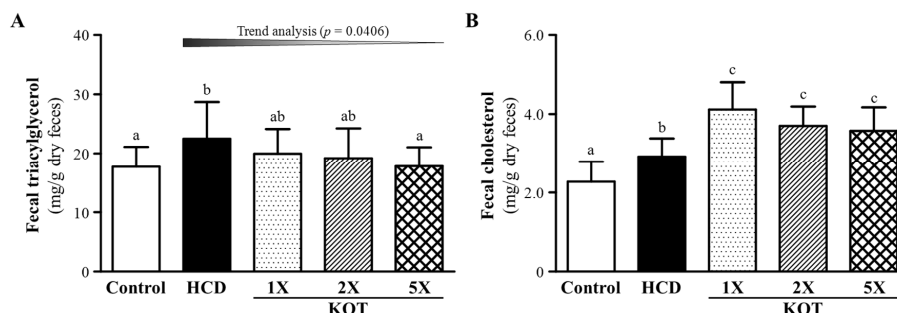 A
Trend analysis (p = 0.0406)
Fecal triacylglycerol
(mg/g dry feces)
40
30
20
10
0
a
b
ab
ab
a
Control
HCD
1X
2X
5X
KOT
B
Fecal cholesterol
(mg/g dry feces)
6.0
4.0
2.0
0
a
b
c
c
c
Control
HCD
1X
2X
5X
KOT